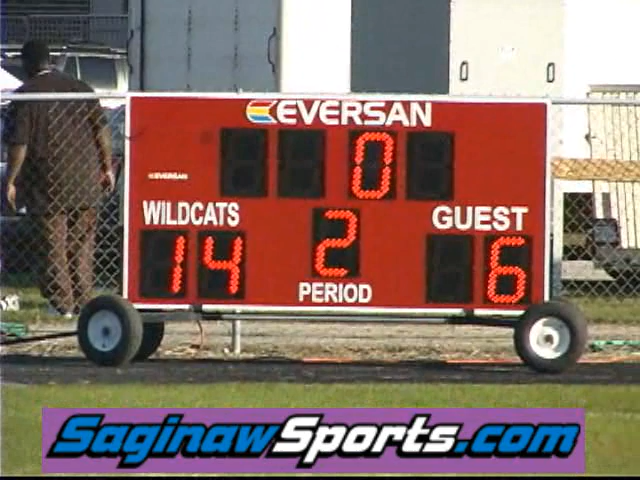 EVERSAN
0
EVERSAN
WILDCATS GUEST
14 2 6
PERIOD
SaginawSports.com